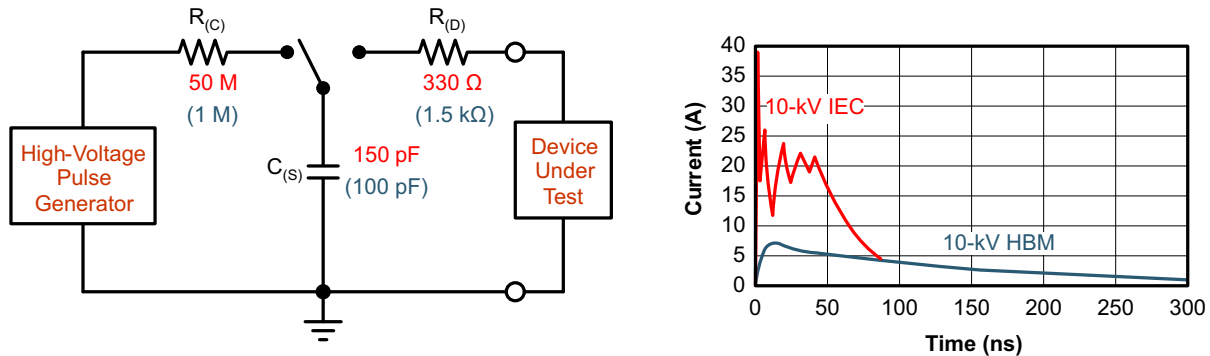 R(C)
50 M
(1 M)
R(D)
330 Ω
(1.5 kΩ)
High-Voltage
Pulse
Generator
C(S)
150 pF
(100 pF)
Device
Under
Test
Current (A)
40
35
30
25
20
15
10
5
0
10-kV IEC
10-kV HBM
0
50
100
150
200
250
300
Time (ns)